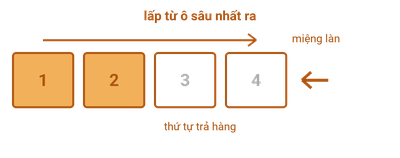 lấp từ ô sâu nhất ra
miệng làn
1 2 3 4
thứ tự trả hàng